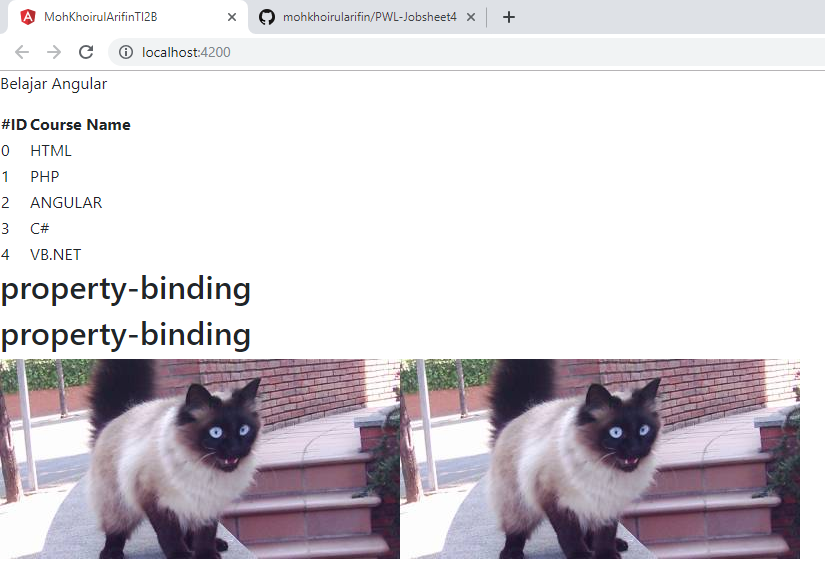 MohKhoirulArifinTI2B
mohkhoirularifin/PWL-Jobsheet4
localhost:4200
Belajar Angular
#ID Course Name
0 HTML
1 PHP
2 ANGULAR
3 C#
4 VB.NET
property-binding
property-binding